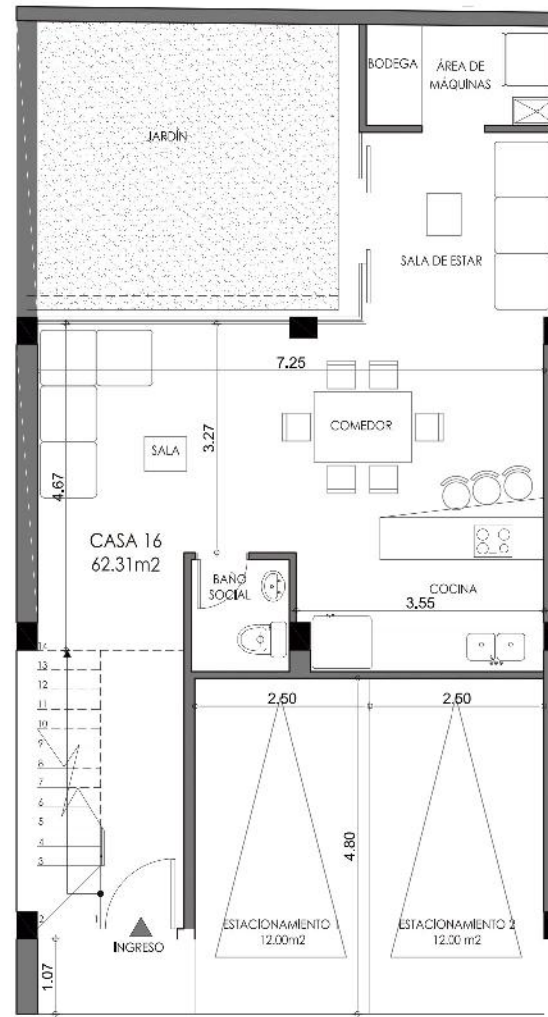 BODEGA
ÁREA DE
MÁQUINAS
JARDÍN
SALA DE ESTAR
7.25
COMEDOR
3.27
SALA
4.67
CASA 16
62.31m2
BAÑO
SOCIAL
COCINA
3.55
14
13
12
11
10
9
8
7
6
5
4
3
2
1
2.50
2.50
4.80
ESTACIONAMIENTO 1
12.00m2
ESTACIONAMIENTO 2
12.00 m2
INGRESO
1.07